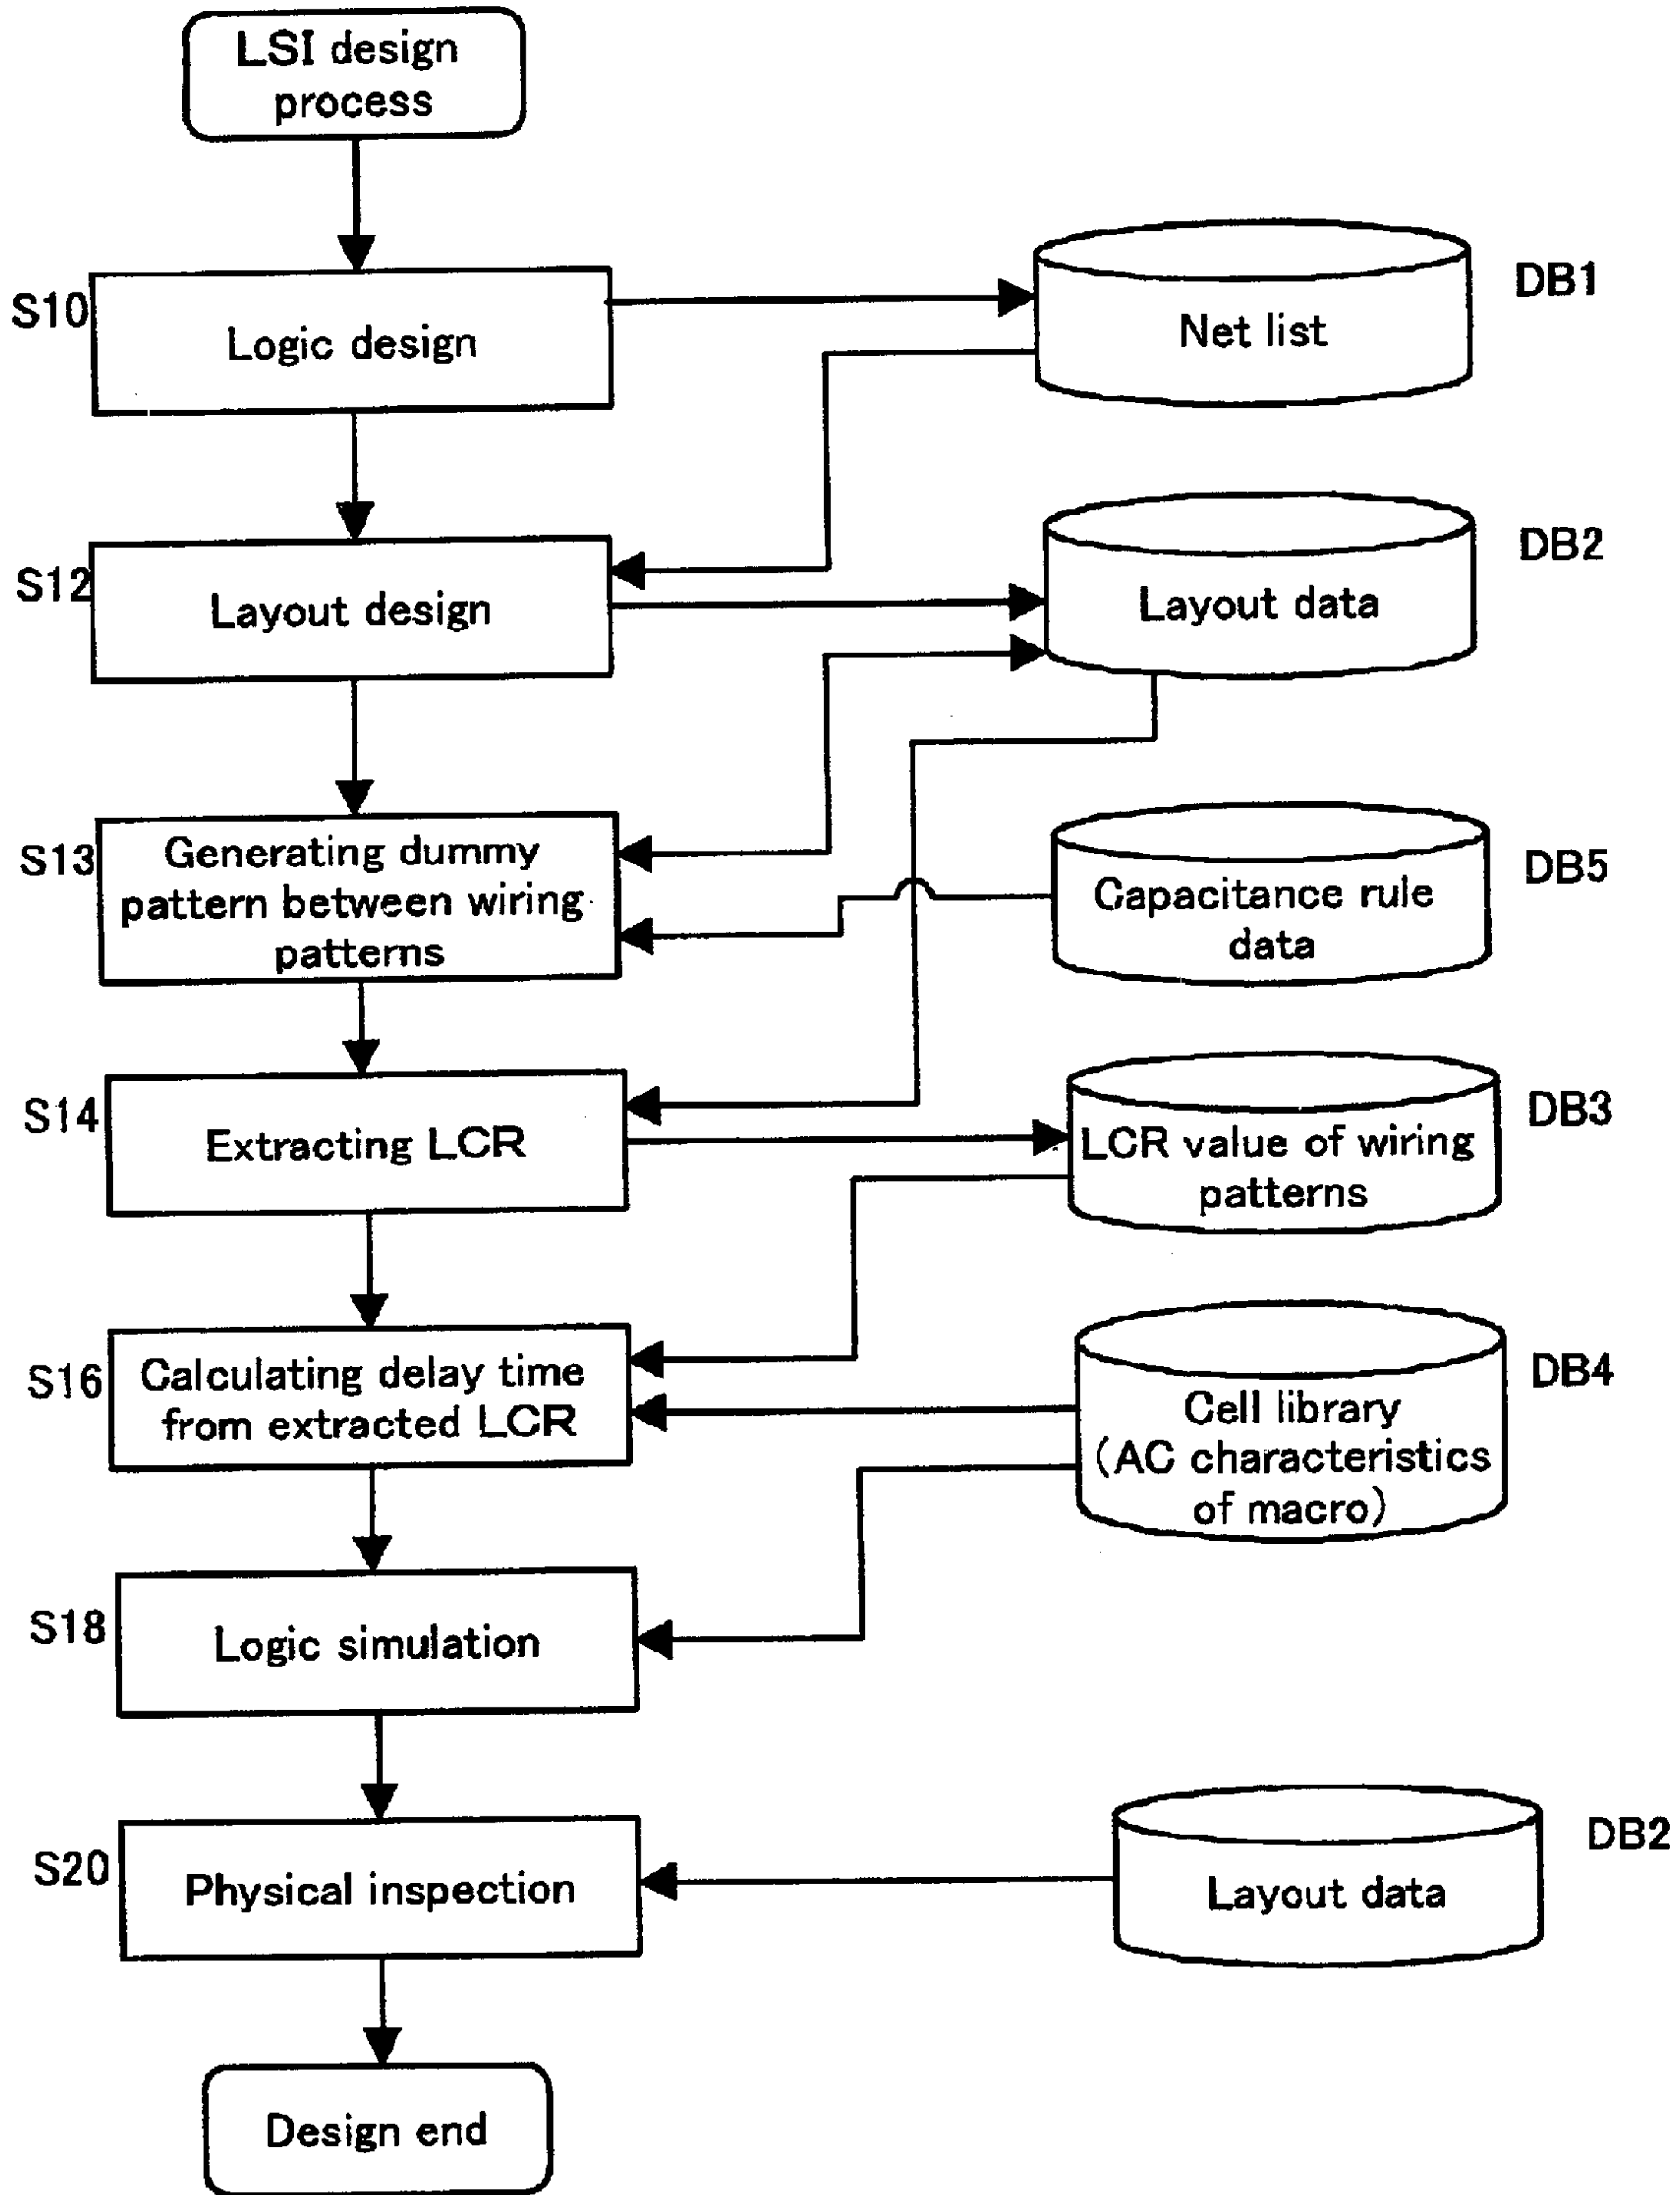 LSI design
process
S10
Logic design
Net list
DB1
S12
Layout design
Layout data
DB2
S13
Generating dummy
pattern between wiring
patterns
Capacitance rule
data
DB5
S14
Extracting LCR
LCR value of wiring
patterns
DB3
S16
Calculating delay time
from extracted LCR
Cell library
(AC characteristics
of macro)
DB4
S18
Logic simulation
S20
Physical inspection
Layout data
DB2
Design end